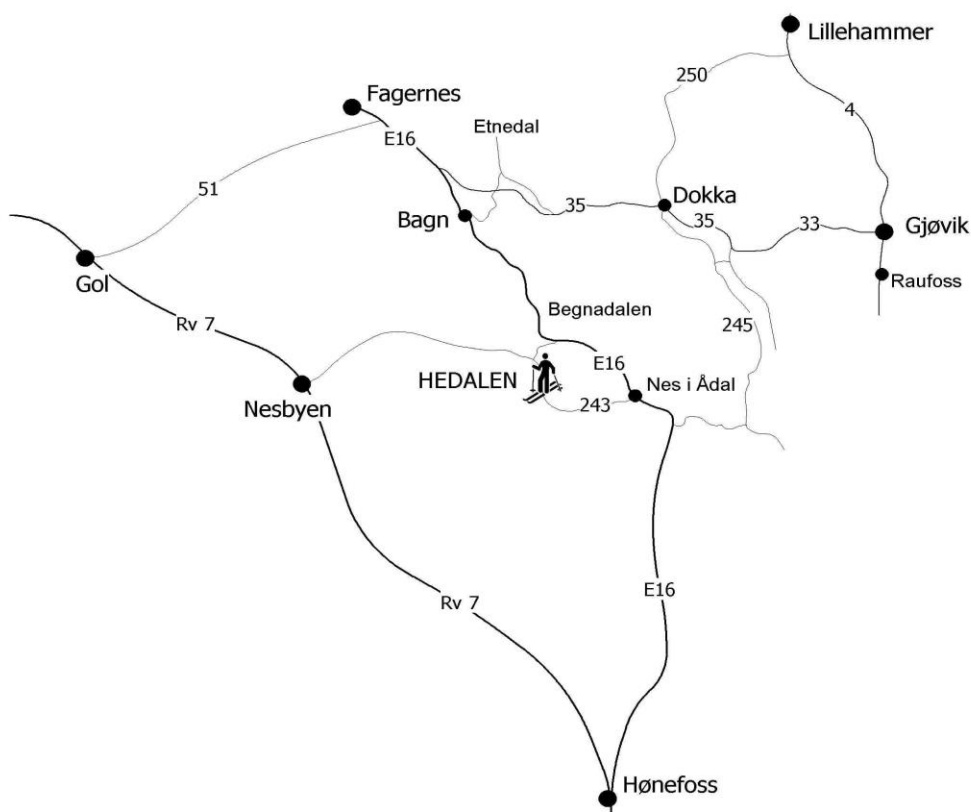 Lillehammer
250
4
Fagernes
E16
Etnedal
51
35
Dokka
35
33
Gjøvik
Bagn
Raufoss
Gol
Begnadalen
245
Rv 7
E16
HEDALEN
Nes i Ådal
243
Nesbyen
E16
Rv 7
Hønefoss